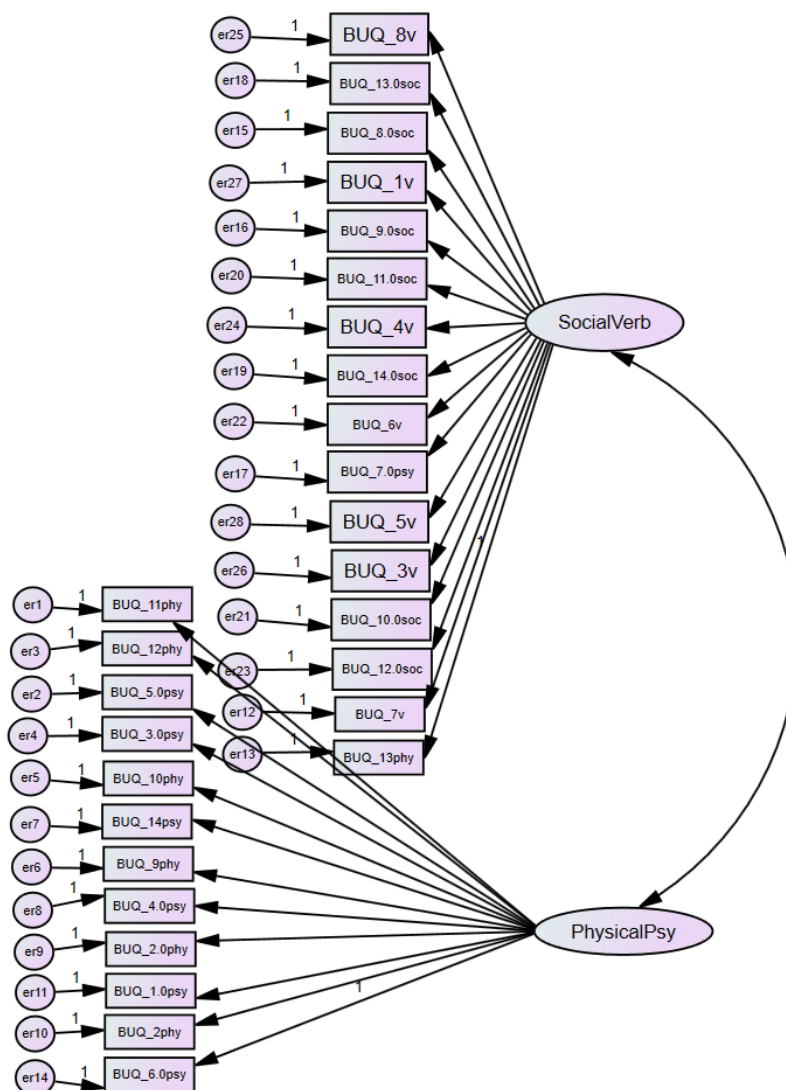 er25 1 BUQ_8v
er18 1 BUQ_13.0soc
er15 1 BUQ_8.0soc
er27 1 BUQ_1v
er16 1 BUQ_9.0soc
er20 1 BUQ_11.0soc
er24 1 BUQ_4v
SocialVerb
er19 1 BUQ_14.0soc
er22 1 BUQ_6v
er17 1 BUQ_7.0psy
er28 1 BUQ_5v
1
er26 1 BUQ_3v
er21 1 BUQ_10.0soc
er23 1 BUQ_12.0soc
er12 1 BUQ_7v
er13 1 BUQ_13phy
er1 1 BUQ_11phy
er3 1 BUQ_12phy
er2 1 BUQ_5.0psy
er4 1 BUQ_3.0psy
er5 1 BUQ_10phy
er7 1 BUQ_14psy
er6 1 BUQ_9phy
er8 1 BUQ_4.0psy
PhysicalPsy
er9 1 BUQ_2.0phy
er11 1 BUQ_1.0psy
1
er10 1 BUQ_2phy
er14 1 BUQ_6.0psy